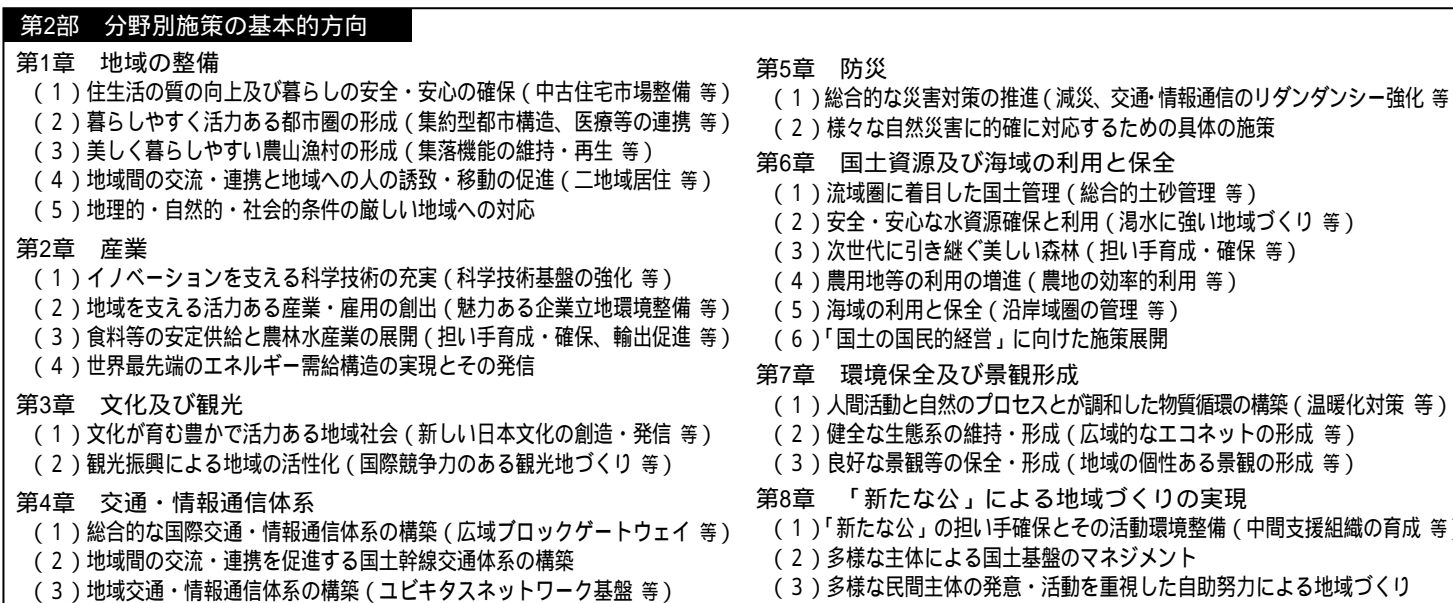 第2部　分野別施策の基本的方向
第1章　地域の整備
（1）住生活の質の向上及び暮らしの安全・安心の確保（中古住宅市場整備 等）
（2）暮らしやすく活力ある都市圏の形成（集約型都市構造、医療等の連携 等）
（3）美しく暮らしやすい農山漁村の形成（集落機能の維持・再生 等）
（4）地域間の交流・連携と地域への人の誘致・移動の促進（二地域居住 等）
（5）地理的・自然的・社会的条件の厳しい地域への対応
第2章　産業
（1）イノベーションを支える科学技術の充実（科学技術基盤の強化 等）
（2）地域を支える活力ある産業・雇用の創出（魅力ある企業立地環境整備 等）
（3）食料等の安定供給と農林水産業の展開（担い手育成・確保、輸出促進 等）
（4）世界最先端のエネルギー需給構造の実現とその発信
第3章　文化及び観光
（1）文化が育む豊かで活力ある地域社会（新しい日本文化の創造・発信 等）
（2）観光振興による地域の活性化（国際競争力のある観光地づくり 等）
第4章　交通・情報通信体系
（1）総合的な国際交通・情報通信体系の構築（広域ブロックゲートウェイ 等）
（2）地域間の交流・連携を促進する国土幹線交通体系の構築
（3）地域交通・情報通信体系の構築（ユビキタスネットワーク基盤 等）
第5章　防災
（1）総合的な災害対策の推進（減災、交通・情報通信のリダンダンシー強化 等
（2）様々な自然災害に的確に対応するための具体の施策
第6章　国土資源及び海域の利用と保全
（1）流域圏に着目した国土管理（総合的土砂管理 等）
（2）安全・安心な水資源確保と利用（渇水に強い地域づくり 等）
（3）次世代に引き継ぐ美しい森林（担い手育成・確保 等）
（4）農用地等の利用の増進（農地の効率的利用 等）
（5）海域の利用と保全（沿岸域圏の管理 等）
（6）「国土の国民的経営」に向けた施策展開
第7章　環境保全及び景観形成
（1）人間活動と自然のプロセスとが調和した物質循環の構築（温暖化対策 等）
（2）健全な生態系の維持・形成（広域的なエコネットの形成 等）
（3）良好な景観等の保全・形成（地域の個性ある景観の形成 等）
第8章　「新たな公」による地域づくりの実現
（1）「新たな公」の担い手確保とその活動環境整備（中間支援組織の育成 等）
（2）多様な主体による国土基盤のマネジメント
（3）多様な民間主体の発意・活動を重視した自助努力による地域づくり